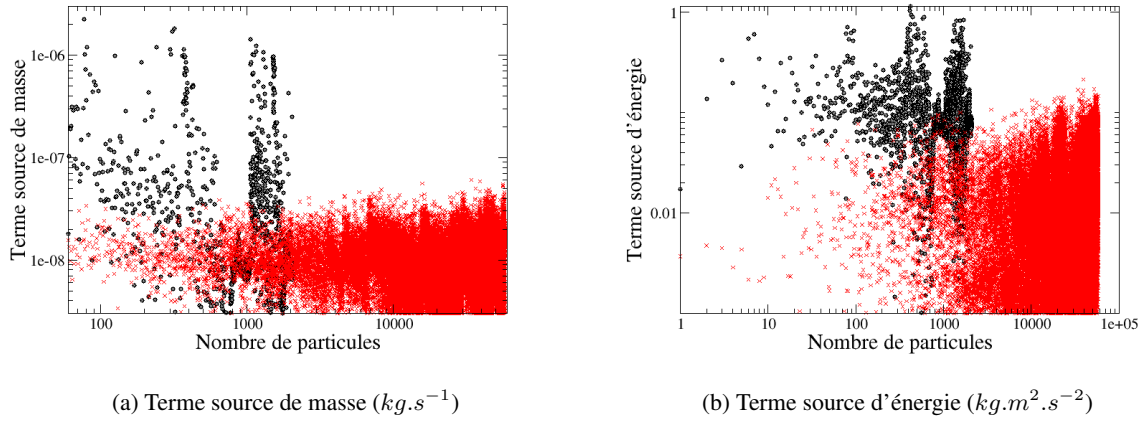 1e-06
1e-07
1e-08
Terme source de masse
100
1000
10000
Nombre de particules
(a) Terme source de masse (kg.s⁻¹)
1
0.01
Terme source d'énergie
1
10
100
1000
10000
1e+05
Nombre de particules
(b) Terme source d'énergie (kg.m².s⁻²)